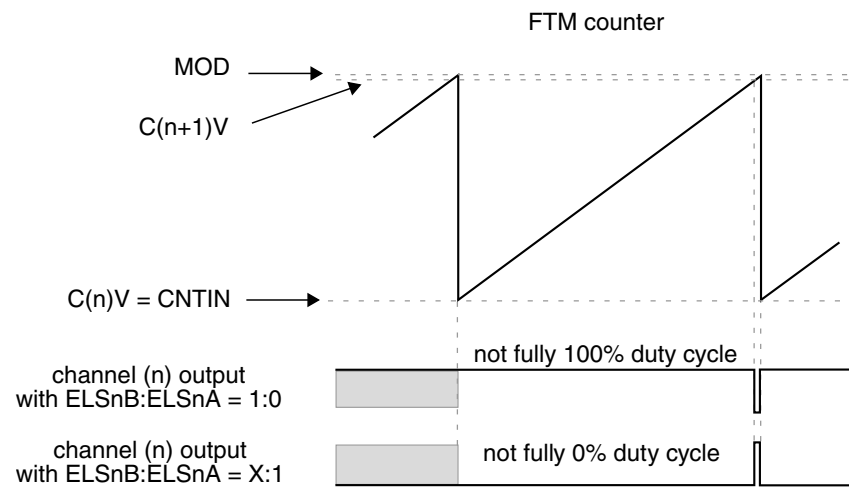 FTM counter
MOD
C(n+1)V
C(n)V = CNTIN
not fully 100% duty cycle
channel (n) output
with ELSnB:ELSnA = 1:0
channel (n) output
with ELSnB:ELSnA = X:1
not fully 0% duty cycle